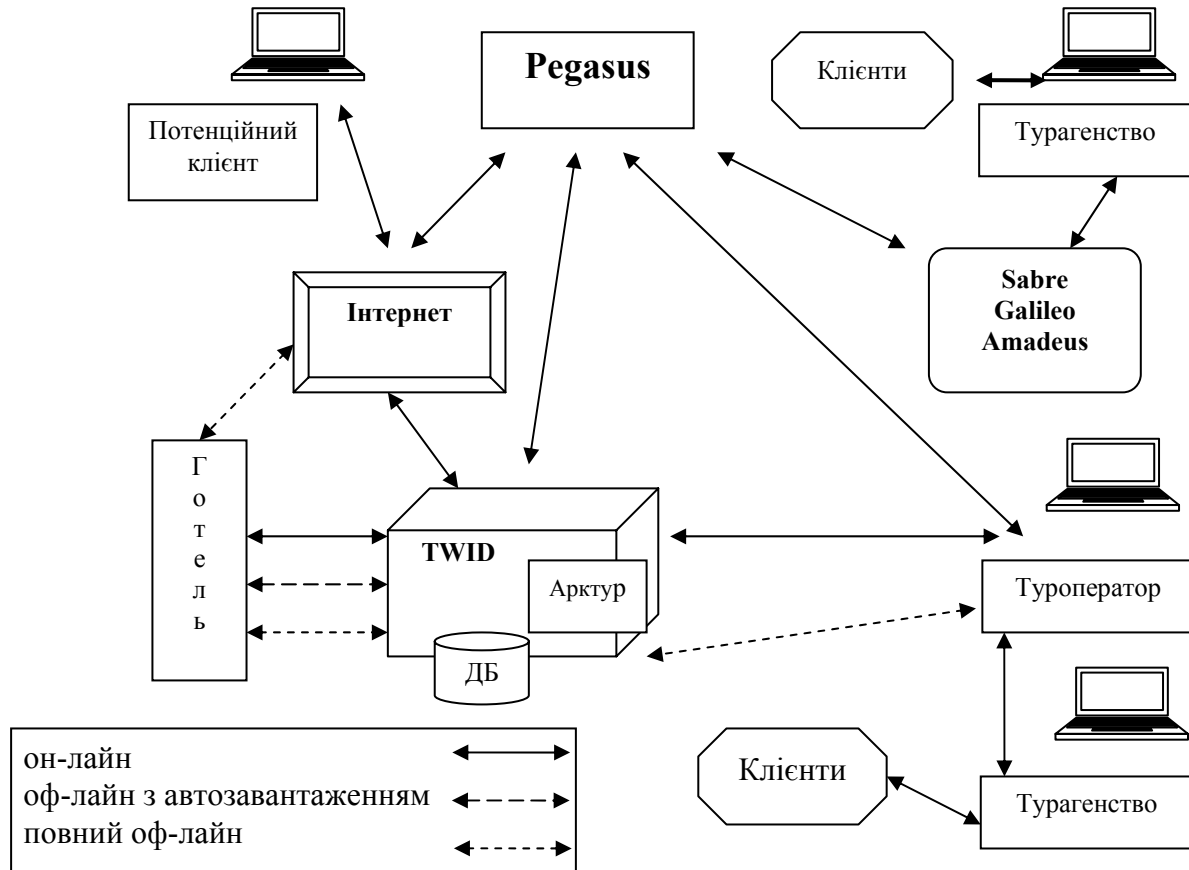 Pegasus
Клієнти
Потенційний
клієнт
Турагенство
Інтернет
Sabre
Galileo
Amadeus
Готель
TWID
Арктур
ДБ
Туроператор
Клієнти
Турагенство
он-лайн
оф-лайн з автозавантаженням
повний оф-лайн